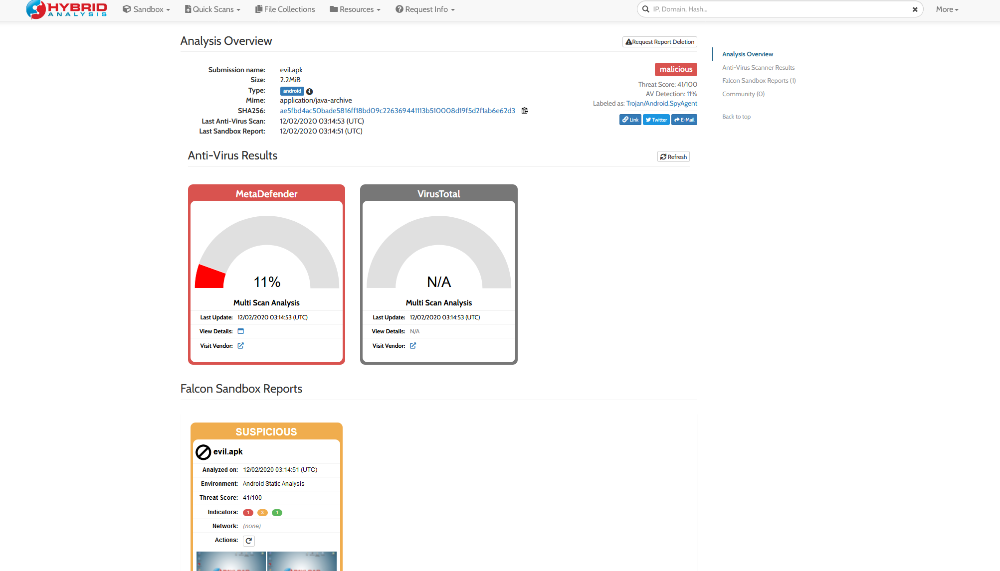 HYBRID
ANALYSIS
Sandbox
Quick Scans
File Collections
Resources
Request Info
IP, Domain, Hash...
More
Analysis Overview
Request Report Deletion
Submission name: evil.apk
Size: 2.2MiB
Type: android
Mime: application/java-archive
SHA256: ae5fbd4ac50bade5816ff18bd09c226369441113b510008d19f5d2f1ab6e62d3
Last Anti-Virus Scan: 12/02/2020 03:14:53 (UTC)
Last Sandbox Report: 12/02/2020 03:14:51 (UTC)
malicious
Threat Score: 41/100
AV Detection: 11%
Labeled as: Trojan/Android.SpyAgent
Link
Twitter
E-Mail
Analysis Overview
Anti-Virus Scanner Results
Falcon Sandbox Reports (1)
Community (0)
Back to top
Anti-Virus Results
Refresh
MetaDefender
11%
Multi Scan Analysis
Last Update: 12/02/2020 03:14:53 (UTC)
View Details:
Visit Vendor:
VirusTotal
N/A
Multi Scan Analysis
Last Update: 12/02/2020 03:14:53 (UTC)
View Details: N/A
Visit Vendor:
Falcon Sandbox Reports
SUSPICIOUS
evil.apk
Analyzed on: 12/02/2020 03:14:51 (UTC)
Environment: Android Static Analysis
Threat Score: 41/100
Indicators: 1 3 1
Network: (none)
Actions: